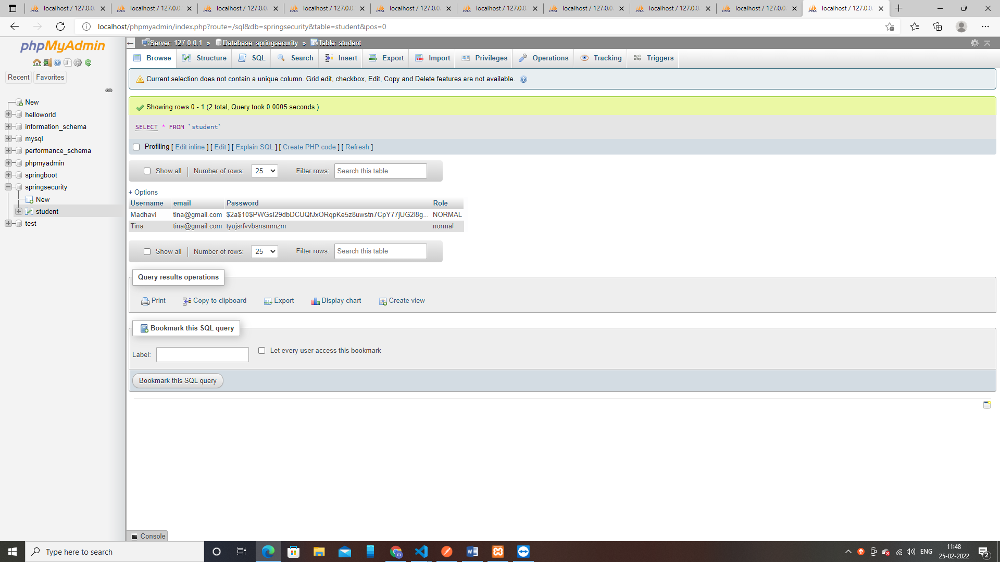 localhost / 127.0.0. localhost / 127.0.0. localhost / 127.0.0. localhost / 127.0.0. localhost / 127.0.0. localhost / 127.0.0. localhost / 127.0.0. localhost / 127.0.0. localhost / 127.0.0. localhost / 127.0.0.
localhost/phpmyadmin/index.php?route=/sql&db=springsecurity&table=student&pos=0
phpMyAdmin
Recent Favorites
New
helloworld
information_schema
mysql
performance_schema
phpmyadmin
springboot
springsecurity
New
student
test
Server: 127.0.0.1 » Database: springsecurity » Table: student
Browse Structure SQL Search Insert Export Import Privileges Operations Tracking Triggers
Current selection does not contain a unique column. Grid edit, checkbox, Edit, Copy and Delete features are not available.
Showing rows 0 - 1 (2 total, Query took 0.0005 seconds.)
SELECT * FROM `student`
Profiling [ Edit inline ] [ Edit ] [ Explain SQL ] [ Create PHP code ] [ Refresh ]
Show all Number of rows: 25 Filter rows: Search this table
+ Options
Username email Password Role
Madhavi tina@gmail.com $2a$10$PWGsI29dbDCUQfJxORqpKe5z8uwstn7CpY77jUG2i8g... NORMAL
Tina tina@gmail.com tyujsrfvvbsnsmmzm normal
Show all Number of rows: 25 Filter rows: Search this table
Query results operations
Print Copy to clipboard Export Display chart Create view
Bookmark this SQL query
Label: Let every user access this bookmark
Bookmark this SQL query
Console
Type here to search
ENG
11:48
25-02-2022
2